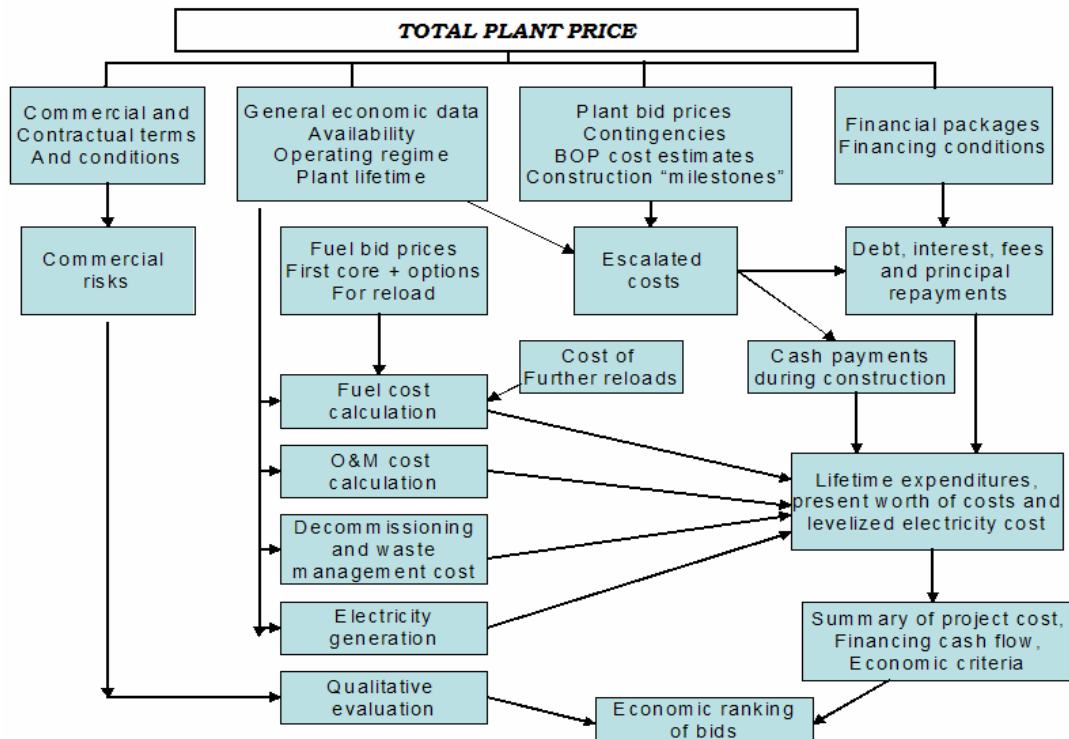 TOTAL PLANT PRICE
Commercial and
Contractual terms
And conditions
General economic data
Availability
Operating regime
Plant lifetime
Plant bid prices
Contingencies
BOP cost estimates
Construction “milestones”
Financial packages
Financing conditions
Commercial
risks
Fuel bid prices
First core + options
For reload
Escalated
costs
Debt, interest, fees
and principal
repayments
Cost of
Further reloads
Cash payments
during construction
Fuel cost
calculation
O&M cost
calculation
Lifetime expenditures,
present worth of costs and
levelized electricity cost
Decommissioning
and waste
management cost
Electricity
generation
Summary of project cost,
Financing cash flow,
Economic criteria
Qualitative
evaluation
Economic ranking
of bids